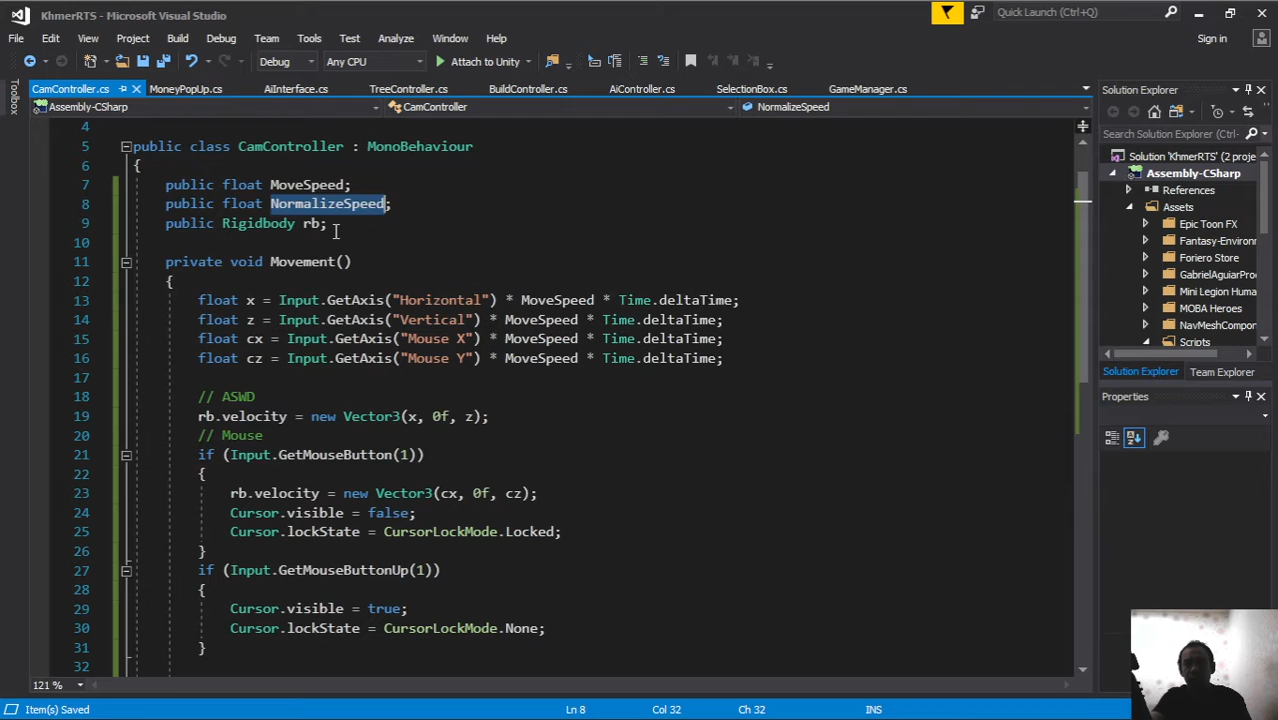 KhmerRTS - Microsoft Visual Studio
Quick Launch (Ctrl+Q)
File Edit View Project Build Debug Team Tools Test Analyze Window Help
Sign in
Debug Any CPU Attach to Unity
Toolbox
CamController.cs MoneyPopUp.cs AiInterface.cs TreeController.cs BuildController.cs AiController.cs SelectionBox.cs GameManager.cs
Assembly-CSharp CamController NormalizeSpeed
4
5 public class CamController : MonoBehaviour
6 {
7 public float MoveSpeed;
8 public float NormalizeSpeed;
9 public Rigidbody rb;
10
11 private void Movement()
12 {
13 float x = Input.GetAxis("Horizontal") * MoveSpeed * Time.deltaTime;
14 float z = Input.GetAxis("Vertical") * MoveSpeed * Time.deltaTime;
15 float cx = Input.GetAxis("Mouse X") * MoveSpeed * Time.deltaTime;
16 float cz = Input.GetAxis("Mouse Y") * MoveSpeed * Time.deltaTime;
17
18 // ASWD
19 rb.velocity = new Vector3(x, 0f, z);
20 // Mouse
21 if (Input.GetMouseButton(1))
22 {
23 rb.velocity = new Vector3(cx, 0f, cz);
24 Cursor.visible = false;
25 Cursor.lockState = CursorLockMode.Locked;
26 }
27 if (Input.GetMouseButtonUp(1))
28 {
29 Cursor.visible = true;
30 Cursor.lockState = CursorLockMode.None;
31 }
32
121 %
Solution Explorer
Search Solution Explorer (Ctrl
Solution 'KhmerRTS' (2 projec
Assembly-CSharp
References
Assets
Epic Toon FX
Fantasy-Environ
Foriero Store
GabrielAguiarProd
Mini Legion Huma
MOBA Heroes
NavMeshCompon
Scripts
Solution Explorer Team Explorer
Properties
Item(s) Saved Ln 8 Col 32 Ch 32 INS